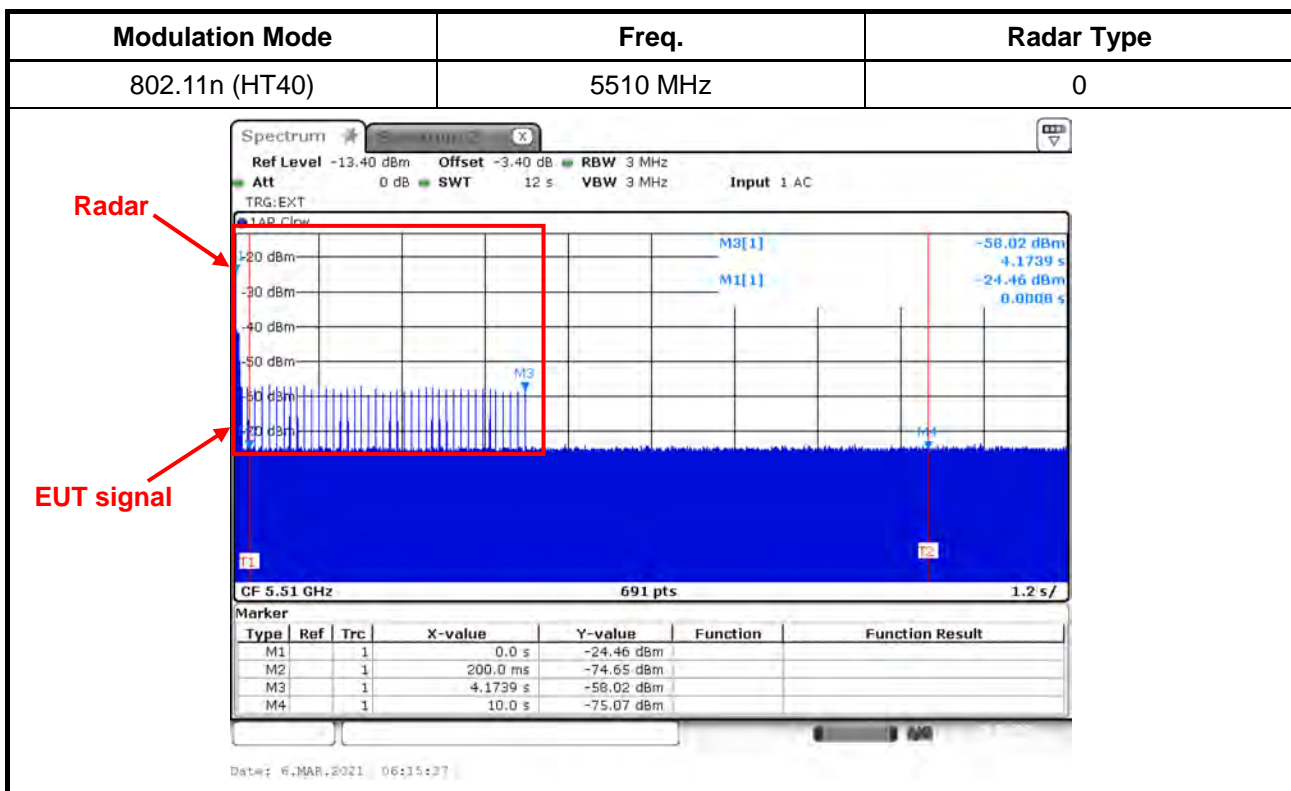 Modulation Mode Freq. Radar Type
802.11n (HT40) 5510 MHz 0
Spectrum X
Ref Level -13.40 dBm Offset -3.40 dB RBW 3 MHz
Att 0 dB SWT 12 s VBW 3 MHz Input 1 AC
TRG:EXT
Radar
1AP Clrw
M3[1] -58.02 dBm
4.1739 s
M1[1] -24.46 dBm
0.0000 s
-20 dBm
-30 dBm
-40 dBm
-50 dBm
M3
-60 dBm
-70 dBm
M4
EUT signal
T1 T2
CF 5.51 GHz 691 pts 1.2 s/
Marker
Type Ref Trc X-value Y-value Function Function Result
M1 1 0.0 s -24.46 dBm
M2 1 200.0 ms -74.65 dBm
M3 1 4.1739 s -58.02 dBm
M4 1 10.0 s -75.07 dBm
Date: 6.MAR.2021 06:15:37